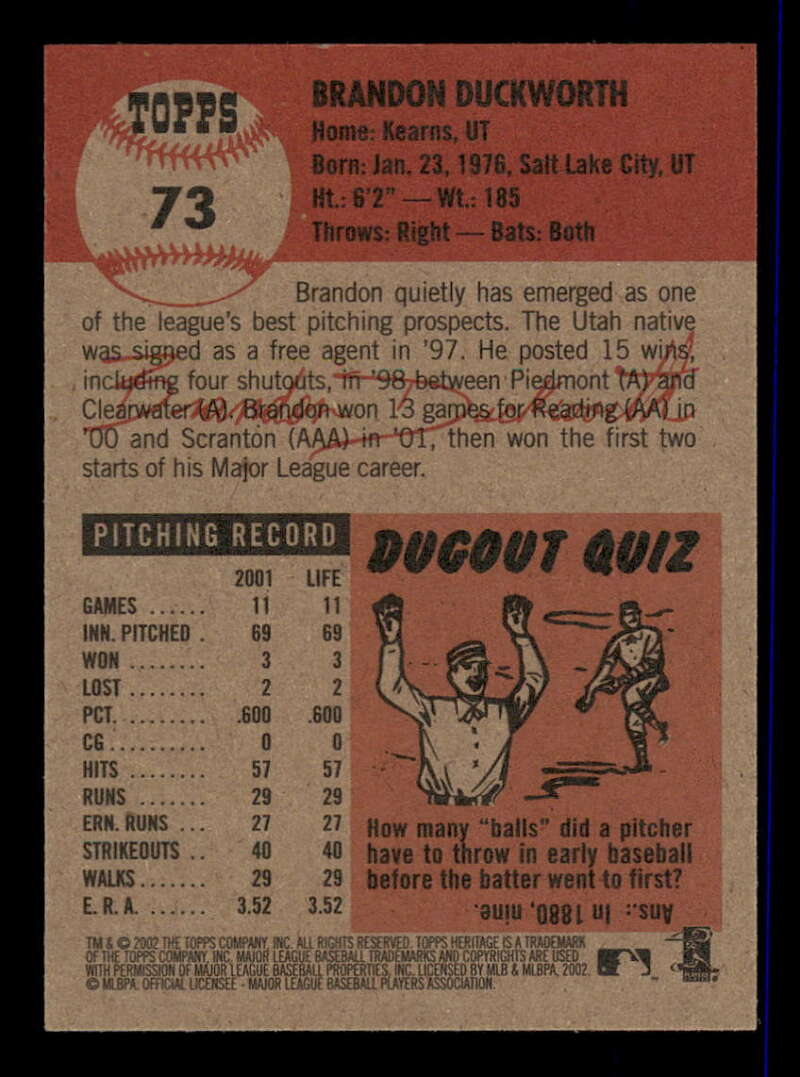 TOPPS
73
BRANDON DUCKWORTH
Home: Kearns, UT
Born: Jan. 23, 1976, Salt Lake City, UT
Ht.: 6'2" — Wt.: 185
Throws: Right — Bats: Both
Brandon quietly has emerged as one
of the league's best pitching prospects. The Utah native
was signed as a free agent in '97. He posted 15 wins,
including four shutouts, in '98 between Piedmont (A) and
Clearwater (A). Brandon won 13 games for Reading (AA) in
'00 and Scranton (AAA) in '01, then won the first two
starts of his Major League career.
PITCHING RECORD
2001 LIFE
GAMES ...... 11 11
INN. PITCHED . 69 69
WON ........ 3 3
LOST ........ 2 2
PCT. ........ .600 .600
CG .......... 0 0
HITS ........ 57 57
RUNS ....... 29 29
ERN. RUNS ... 27 27
STRIKEOUTS .. 40 40
WALKS ....... 29 29
E. R. A. ...... 3.52 3.52
DUGOUT QUIZ
How many "balls" did a pitcher
have to throw in early baseball
before the batter went to first?
Ans.: In 1880, nine.
TM & © 2002 THE TOPPS COMPANY, INC. ALL RIGHTS RESERVED. TOPPS HERITAGE IS A TRADEMARK
OF THE TOPPS COMPANY, INC. MAJOR LEAGUE BASEBALL TRADEMARKS AND COPYRIGHTS ARE USED
WITH PERMISSION OF MAJOR LEAGUE BASEBALL PROPERTIES, INC. LICENSED BY MLB & MLBPA, 2002.
© MLBPA. OFFICIAL LICENSEE - MAJOR LEAGUE BASEBALL PLAYERS ASSOCIATION.